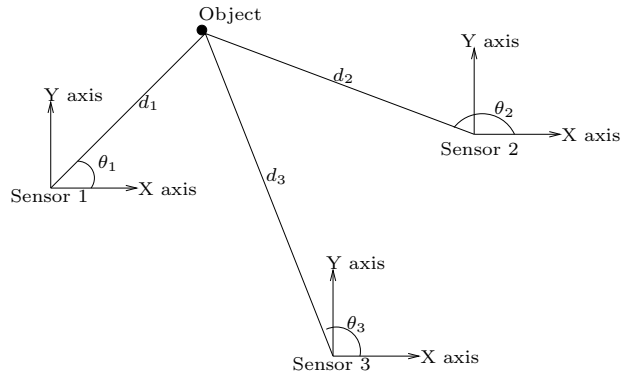 Object
Y axis
d₂
Y axis
d₁
θ₂
X axis
Sensor 2
θ₁
d₃
X axis
Sensor 1
Y axis
θ₃
X axis
Sensor 3